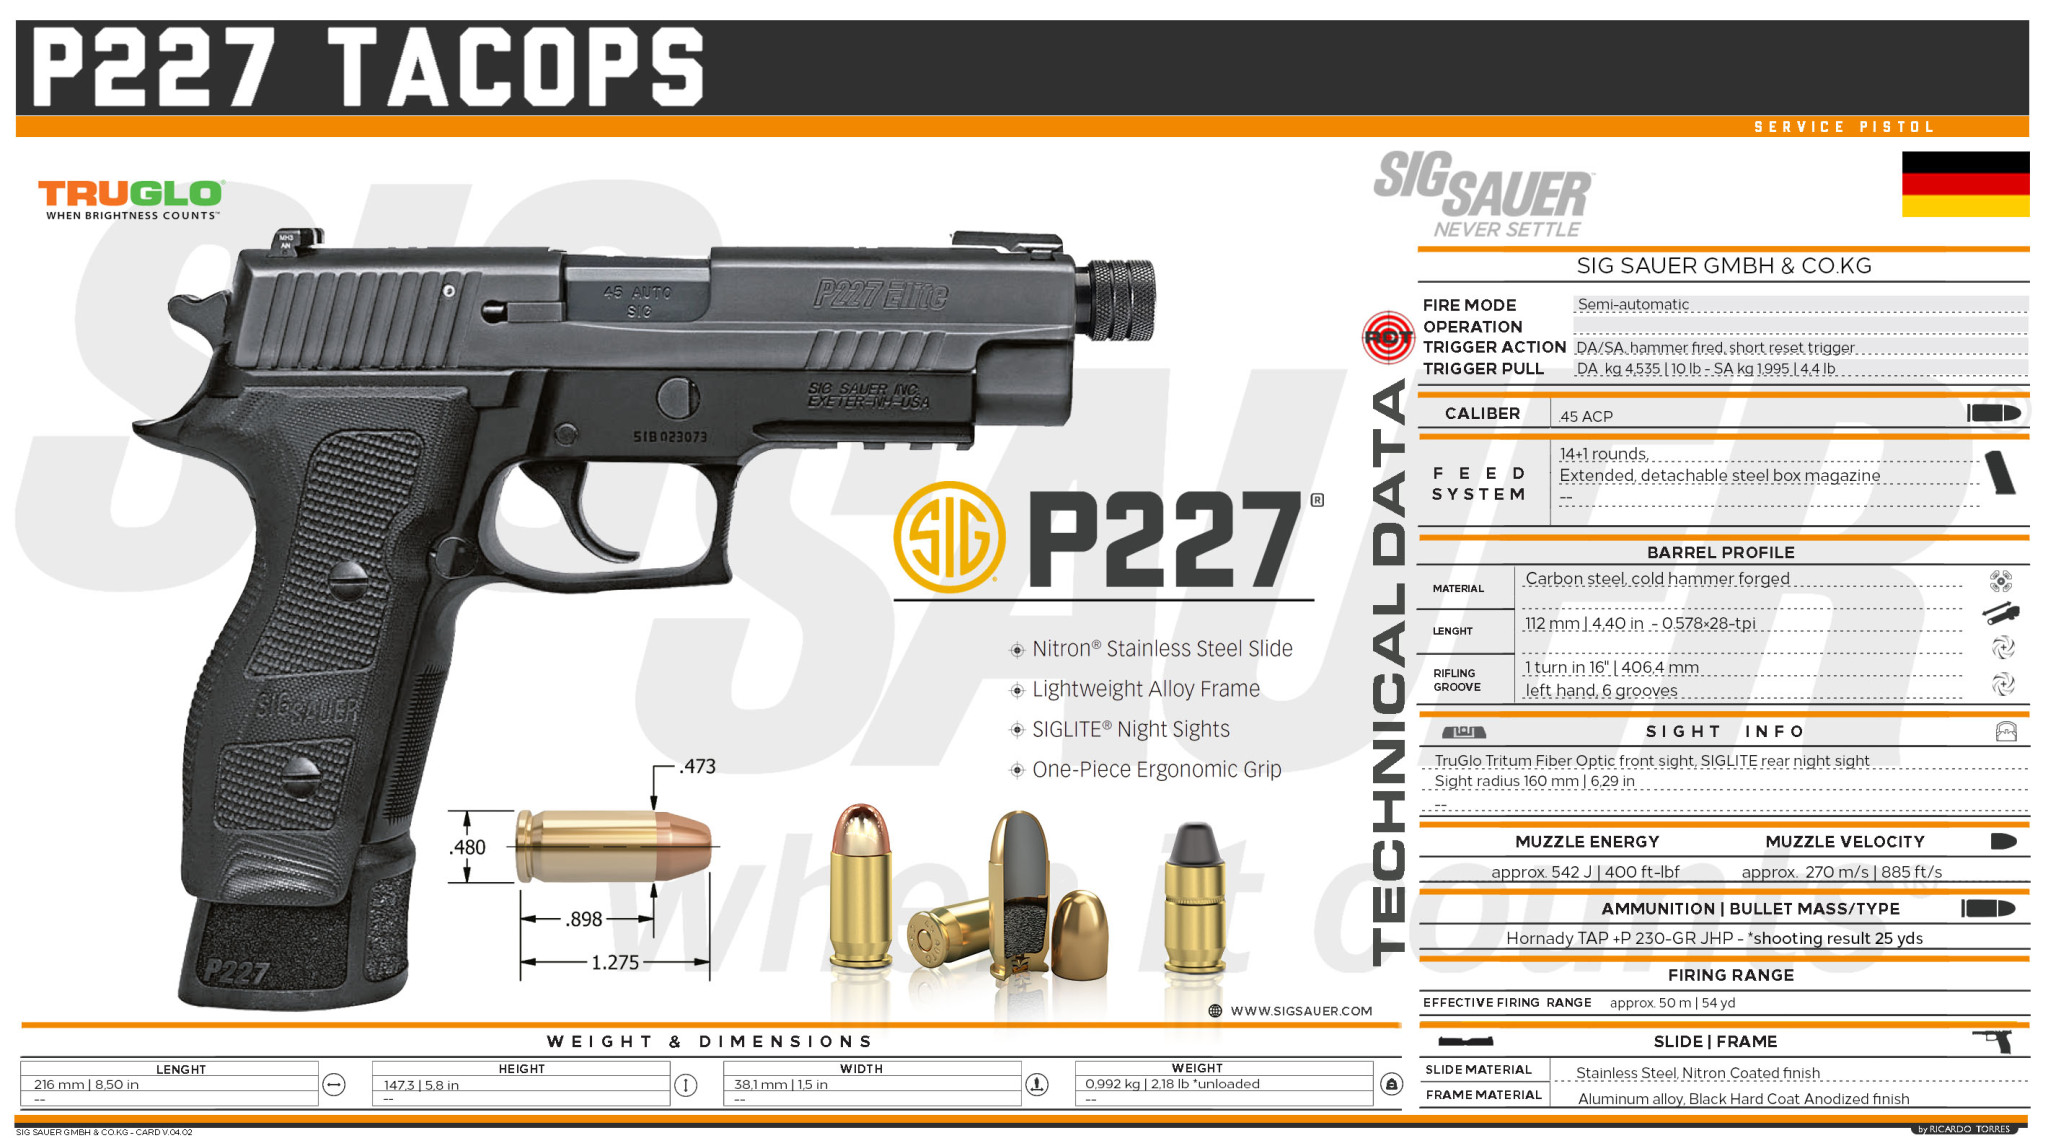 P227 TACOPS
SERVICE PISTOL
TRUGLO
WHEN BRIGHTNESS COUNTS™
SIG SAUER
when it counts®
SIG SAUER
NEVER SETTLE
MH3
AN
45 AUTO
SIG
P227 Elite
SIG SAUER INC.
EXETER-NH-USA
51B023073
SIG SAUER
P227
SIG P227®
Nitron® Stainless Steel Slide
Lightweight Alloy Frame
SIGLITE® Night Sights
One-Piece Ergonomic Grip
.473
.480
.898
1.275
WWW.SIGSAUER.COM
TECHNICAL DATA
RDT
SIG SAUER GMBH & CO.KG
FIRE MODE Semi-automatic
OPERATION
TRIGGER ACTION DA/SA, hammer fired, short reset trigger
TRIGGER PULL DA kg 4,535 | 10 lb - SA kg 1,995 | 4,4 lb
CALIBER .45 ACP
FEED SYSTEM
14+1 rounds,
Extended, detachable steel box magazine
--
BARREL PROFILE
MATERIAL Carbon steel, cold hammer forged
LENGHT 112 mm | 4,40 in - 0.578×28-tpi
RIFLING GROOVE
1 turn in 16" | 406,4 mm
left hand, 6 grooves
SIGHT INFO
TruGlo Tritum Fiber Optic front sight, SIGLITE rear night sight
Sight radius 160 mm | 6,29 in
--
MUZZLE ENERGY MUZZLE VELOCITY
approx. 542 J | 400 ft-lbf approx. 270 m/s | 885 ft/s
AMMUNITION | BULLET MASS/TYPE
Hornady TAP +P 230-GR JHP - *shooting result 25 yds
FIRING RANGE
EFFECTIVE FIRING RANGE approx. 50 m | 54 yd
SLIDE | FRAME
SLIDE MATERIAL Stainless Steel, Nitron Coated finish
FRAME MATERIAL Aluminum alloy, Black Hard Coat Anodized finish
WEIGHT & DIMENSIONS
LENGHT HEIGHT WIDTH WEIGHT
216 mm | 8,50 in 147,3 | 5,8 in 38,1 mm | 1,5 in 0,992 kg | 2,18 lb *unloaded
-- -- -- --
SIG SAUER GMBH & CO.KG - CARD V.04.02
by RICARDO TORRES